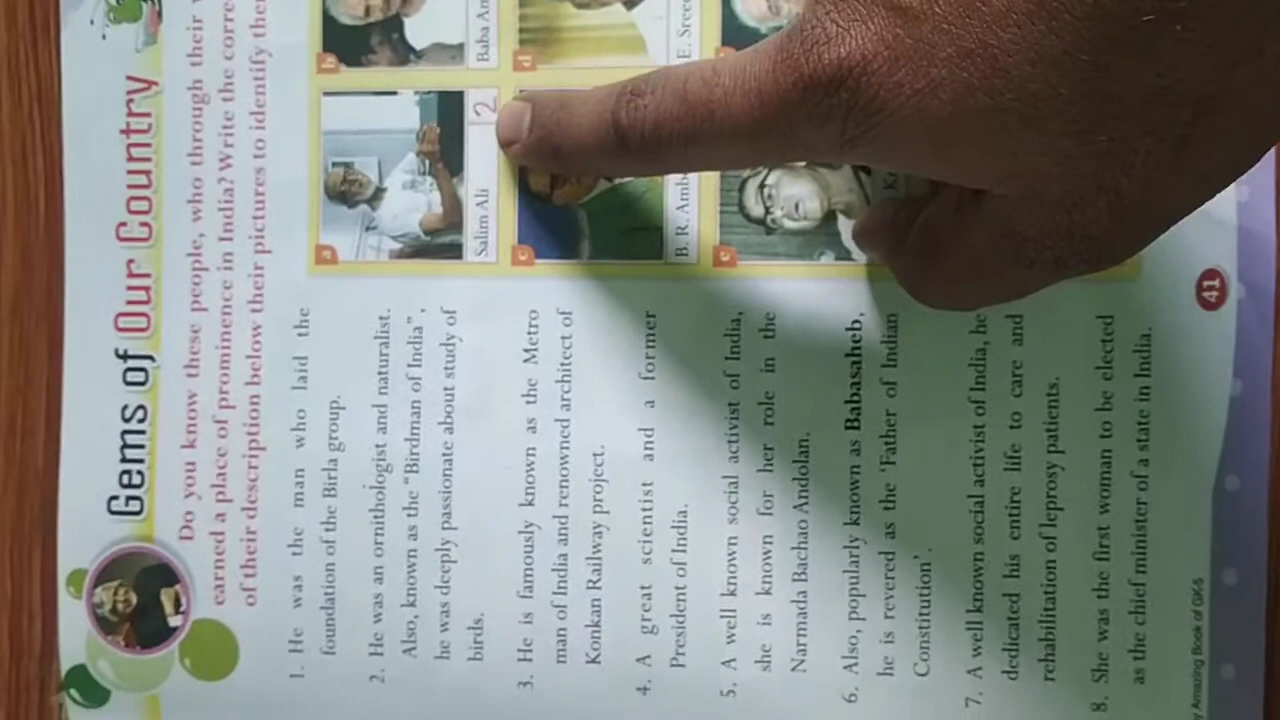 Gems of Our Country
Do you know these people, who through their
earned a place of prominence in India? Write the
of their description below their pictures to identify
1. He was the man who laid the
foundation of the Birla group.
2. He was an ornithologist and naturalist.
Also, known as the "Birdman of India",
he was deeply passionate about study of
birds.
3. He is famously known as the Metro
man of India and renowned architect of
Konkan Railway project.
4. A great scientist and a former
President of India.
5. A well known social activist of India,
she is known for her role in the
Narmada Bachao Andolan.
6. Also, popularly known as Babasaheb,
he is revered as the 'Father of Indian
Constitution'.
7. A well known social activist of India, he
dedicated his entire life to care and
rehabilitation of leprosy patients.
8. She was the first woman to be elected
as the chief minister of a state in India.
a
Salim Ali 2
b
Baba
c
B. R.
d
E.
e
Amazing Book of GK-5
41